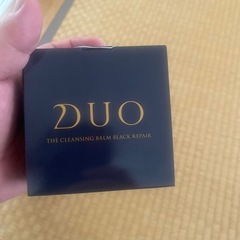 DUO
THE CLEANSING BALM BLACK REPAIR